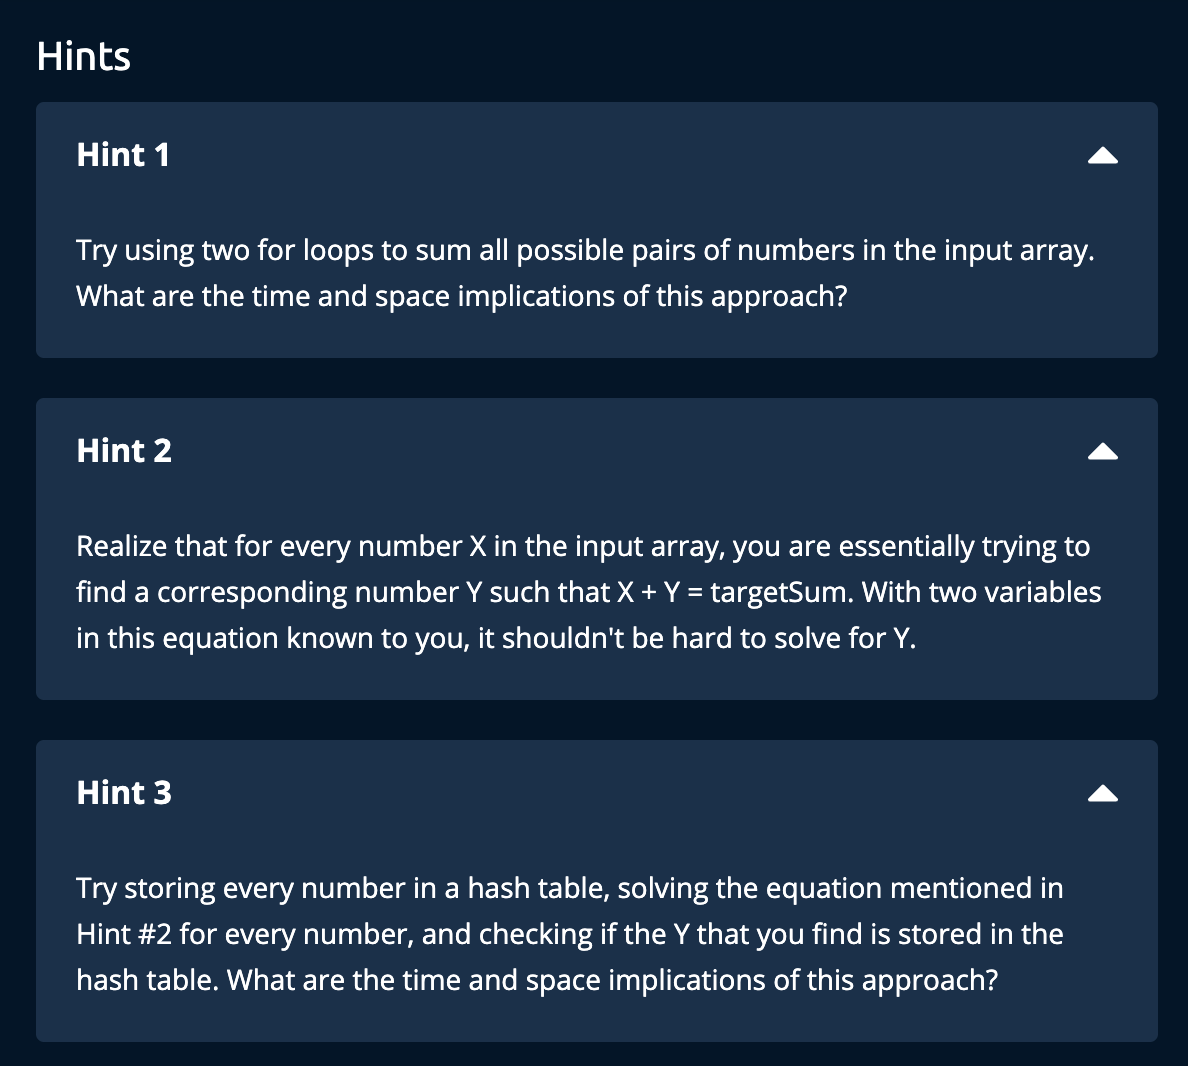 Hints
Hint 1
Try using two for loops to sum all possible pairs of numbers in the input array.
What are the time and space implications of this approach?
Hint 2
Realize that for every number X in the input array, you are essentially trying to
find a corresponding number Y such that X + Y = targetSum. With two variables
in this equation known to you, it shouldn't be hard to solve for Y.
Hint 3
Try storing every number in a hash table, solving the equation mentioned in
Hint #2 for every number, and checking if the Y that you find is stored in the
hash table. What are the time and space implications of this approach?